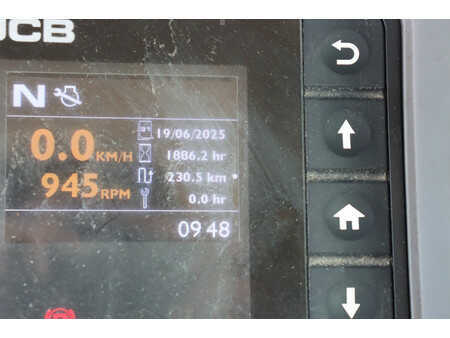 JCB
N
19/06/2025
0.0 KM/H
1886.2 hr
230.5 km
945 RPM
0.0 hr
09 48